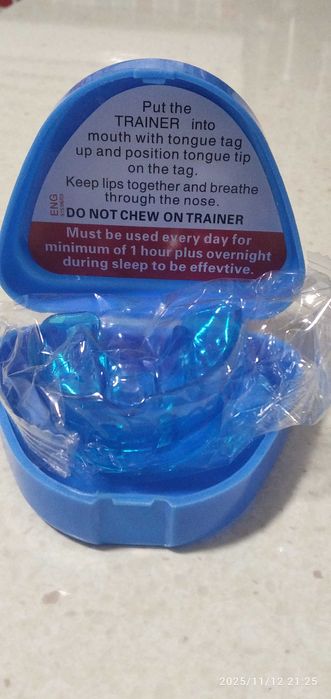 Put the
TRAINER into
mouth with tongue tag
up and position tongue tip
on the tag.
Keep lips together and breathe
through the nose.
DO NOT CHEW ON TRAINER
ENG
Must be used every day for
minimum of 1 hour plus overnight
during sleep to be effevtive.
2025/11/12 21:25